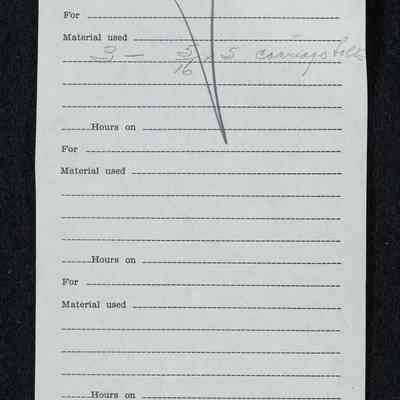 For
Material used
3 — 5/16 x 5 carriage bolts
Hours on
For
Material used
Hours on
For
Material used
Hours on